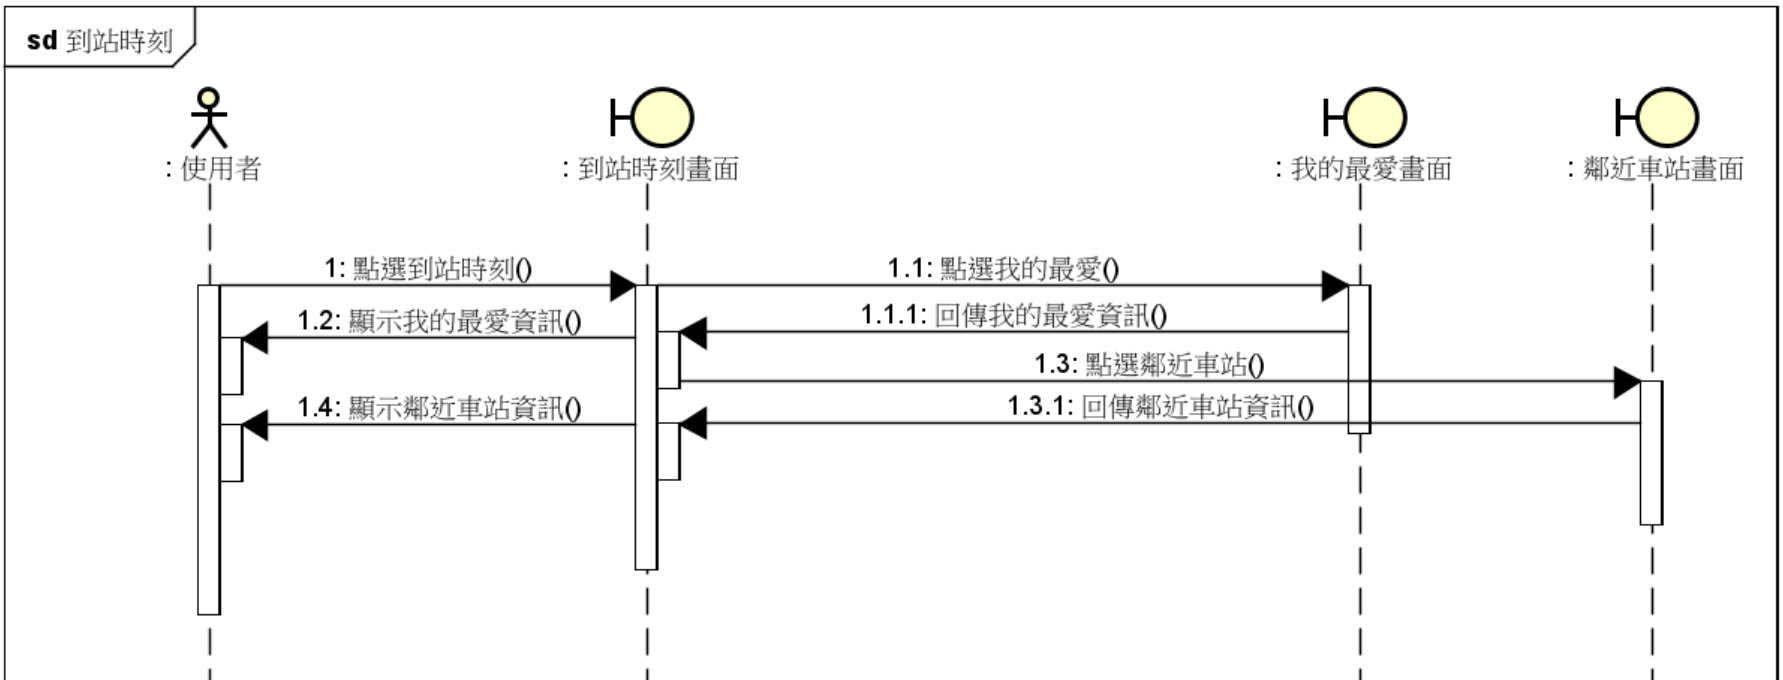 sd 到站時刻
: 使用者
: 到站時刻畫面
: 我的最愛畫面
: 鄰近車站畫面
1: 點選到站時刻()
1.1: 點選我的最愛()
1.1.1: 回傳我的最愛資訊()
1.2: 顯示我的最愛資訊()
1.3: 點選鄰近車站()
1.3.1: 回傳鄰近車站資訊()
1.4: 顯示鄰近車站資訊()